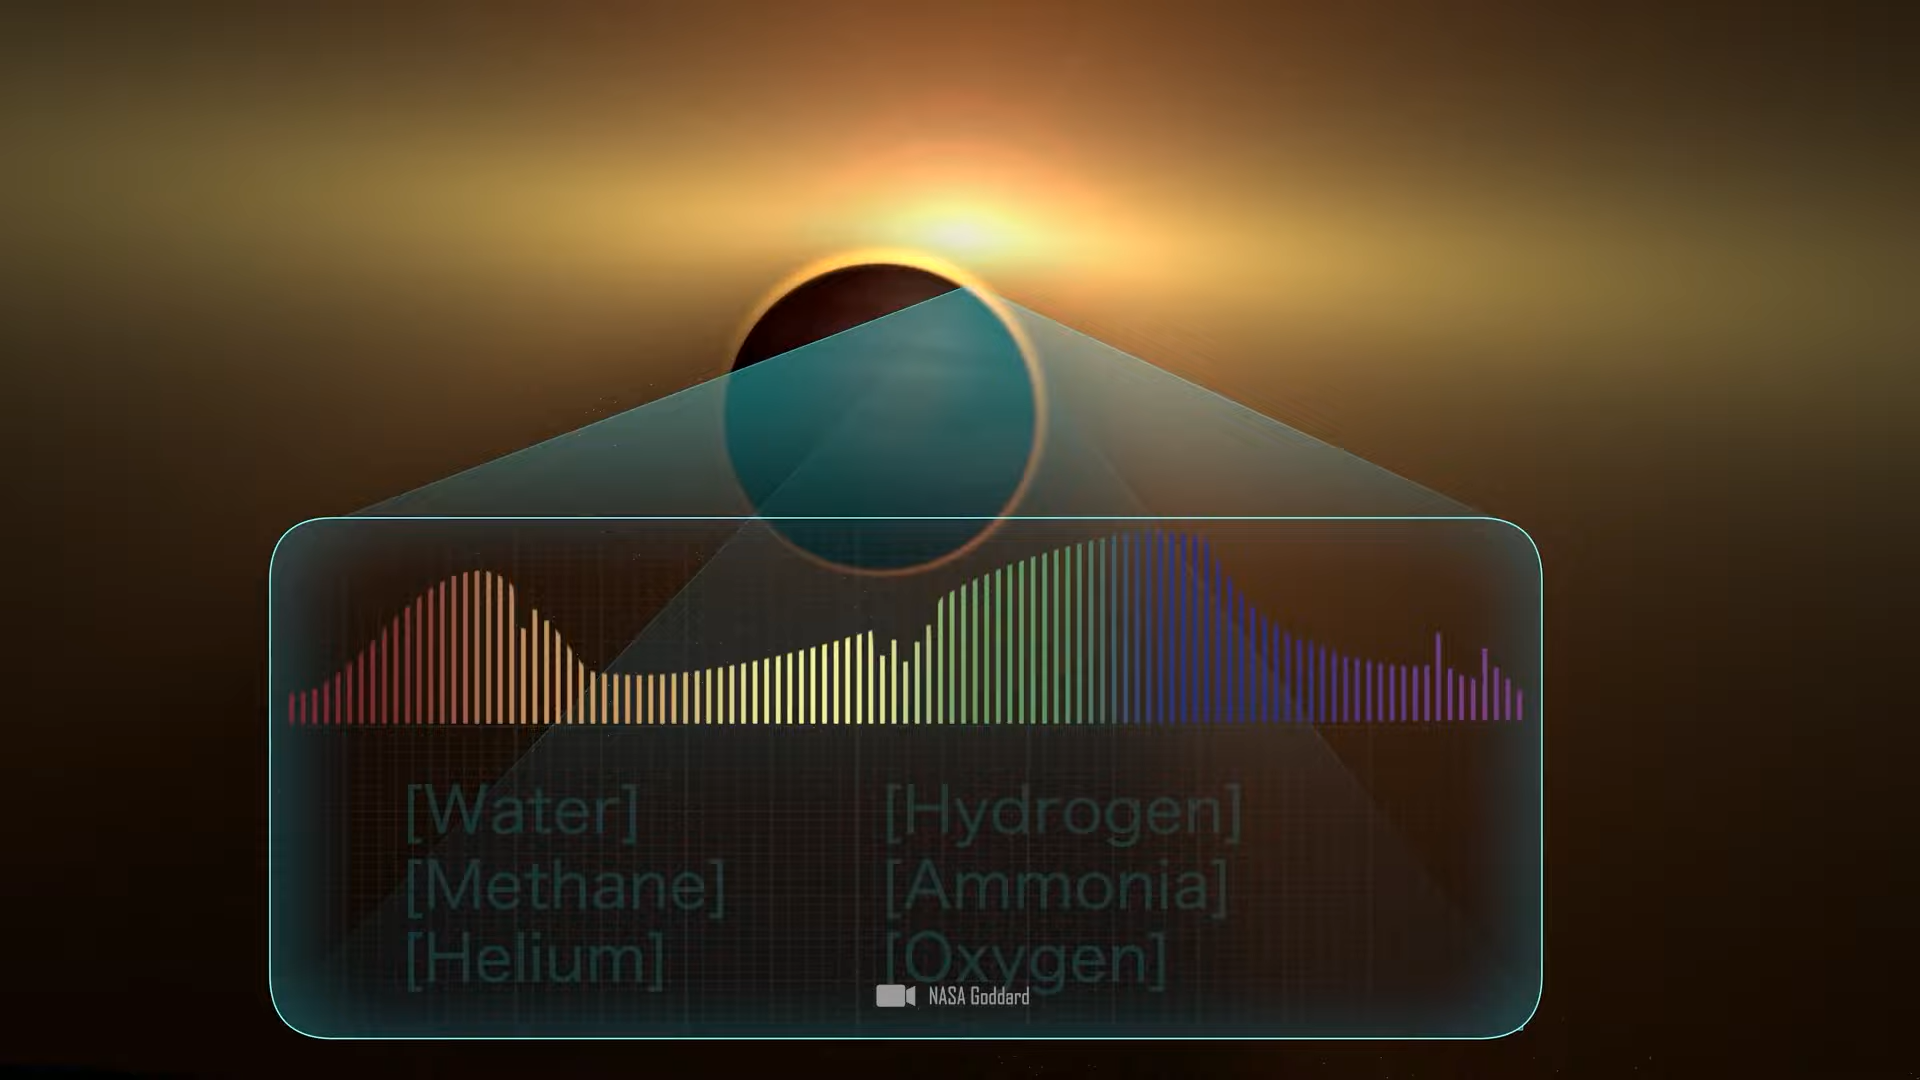 [Water] [Hydrogen]
[Methane] [Ammonia]
[Helium] [Oxygen]
NASA Goddard